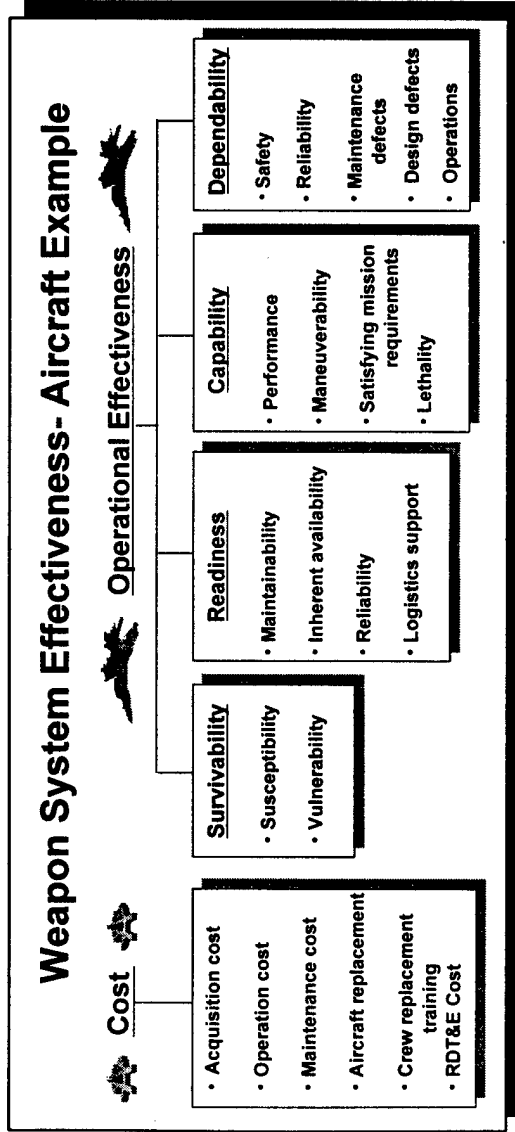 Weapon System Effectiveness- Aircraft Example
Cost
• Acquisition cost
• Operation cost
• Maintenance cost
• Aircraft replacement
• Crew replacement
training
• RDT&E Cost
Operational Effectiveness
Survivability
• Susceptibility
• Vulnerability
Readiness
• Maintainability
• Inherent availability
• Reliability
• Logistics support
Capability
• Performance
• Maneuverability
• Satisfying mission
requirements
• Lethality
Dependability
• Safety
• Reliability
• Maintenance
defects
• Design defects
• Operations